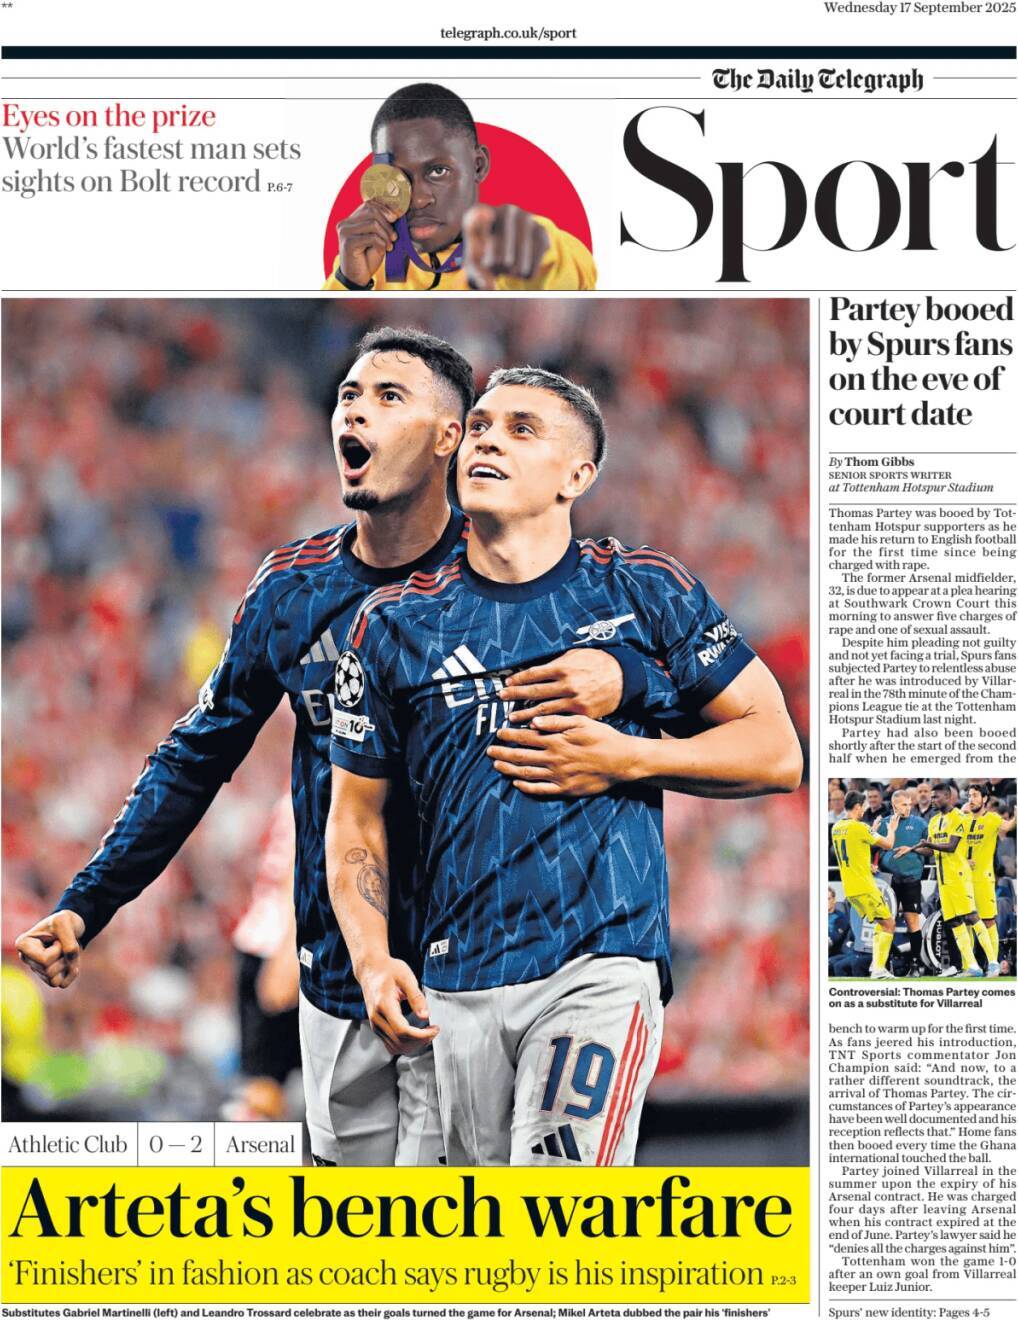 **
Wednesday 17 September 2025
telegraph.co.uk/sport
The Daily Telegraph
Sport
Eyes on the prize
World's fastest man sets
sights on Bolt record P.6-7
Athletic Club 0 – 2 Arsenal
Arteta's bench warfare
'Finishers' in fashion as coach says rugby is his inspiration P.2-3
Substitutes Gabriel Martinelli (left) and Leandro Trossard celebrate as their goals turned the game for Arsenal; Mikel Arteta dubbed the pair his 'finishers'
19
Partey booed
by Spurs fans
on the eve of
court date
By Thom Gibbs
SENIOR SPORTS WRITER
at Tottenham Hotspur Stadium
Thomas Partey was booed by Tot-
tenham Hotspur supporters as he
made his return to English football
for the first time since being
charged with rape.
The former Arsenal midfielder,
32, is due to appear at a plea hearing
at Southwark Crown Court this
morning to answer five charges of
rape and one of sexual assault.
Despite him pleading not guilty
and not yet facing a trial, Spurs fans
subjected Partey to relentless abuse
after he was introduced by Villar-
real in the 78th minute of the Cham-
pions League tie at the Tottenham
Hotspur Stadium last night.
Partey had also been booed
shortly after the start of the second
half when he emerged from the
14
Controversial: Thomas Partey comes
on as a substitute for Villarreal
bench to warm up for the first time.
As fans jeered his introduction,
TNT Sports commentator Jon
Champion said: "And now, to a
rather different soundtrack, the
arrival of Thomas Partey. The cir-
cumstances of Partey's appearance
have been well documented and his
reception reflects that." Home fans
then booed every time the Ghana
international touched the ball.
Partey joined Villarreal in the
summer upon the expiry of his
Arsenal contract. He was charged
four days after leaving Arsenal
when his contract expired at the
end of June. Partey's lawyer said he
"denies all the charges against him".
Tottenham won the game 1-0
after an own goal from Villarreal
keeper Luiz Junior.
Spurs' new identity: Pages 4-5